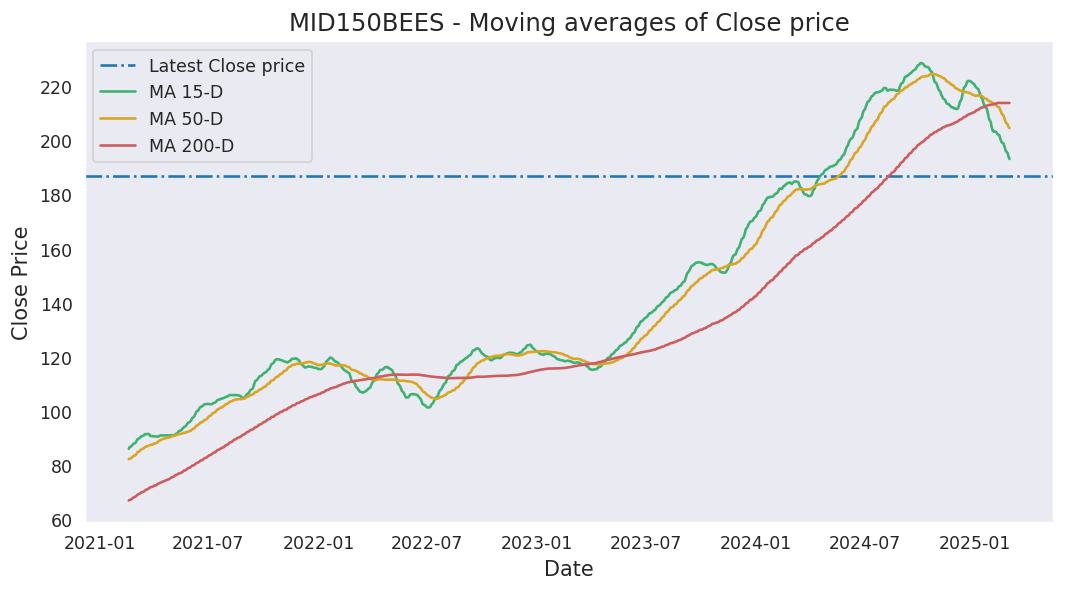 MID150BEES - Moving averages of Close price
Latest Close price
MA 15-D
MA 50-D
MA 200-D
Close Price
220
200
180
160
140
120
100
80
60
2021-01 2021-07 2022-01 2022-07 2023-01 2023-07 2024-01 2024-07 2025-01
Date